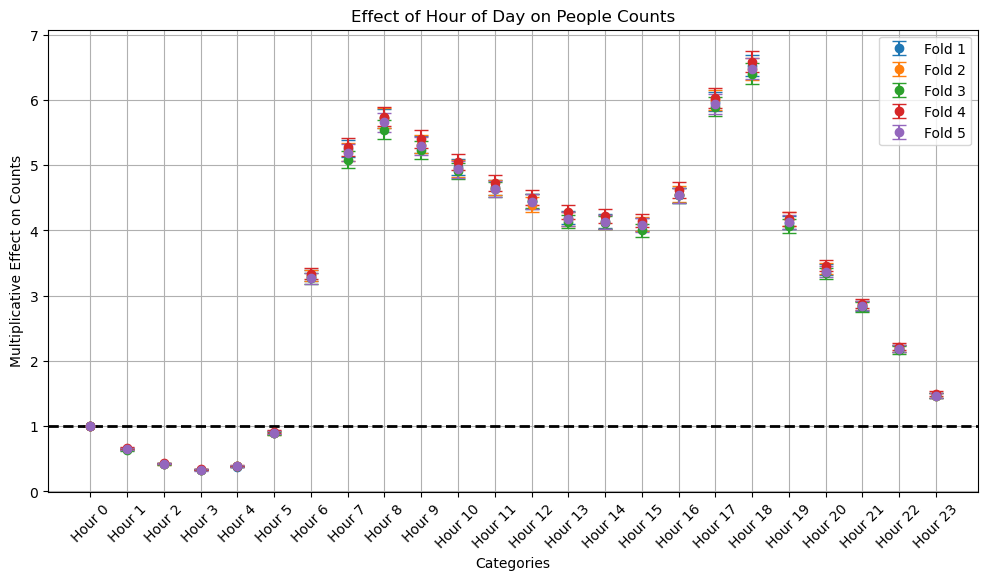 Effect of Hour of Day on People Counts
Multiplicative Effect on Counts
7
6
5
4
3
2
1
0
Fold 1
Fold 2
Fold 3
Fold 4
Fold 5
Hour 0
Hour 1
Hour 2
Hour 3
Hour 4
Hour 5
Hour 6
Hour 7
Hour 8
Hour 9
Hour 10
Hour 11
Hour 12
Hour 13
Hour 14
Hour 15
Hour 16
Hour 17
Hour 18
Hour 19
Hour 20
Hour 21
Hour 22
Hour 23
Categories